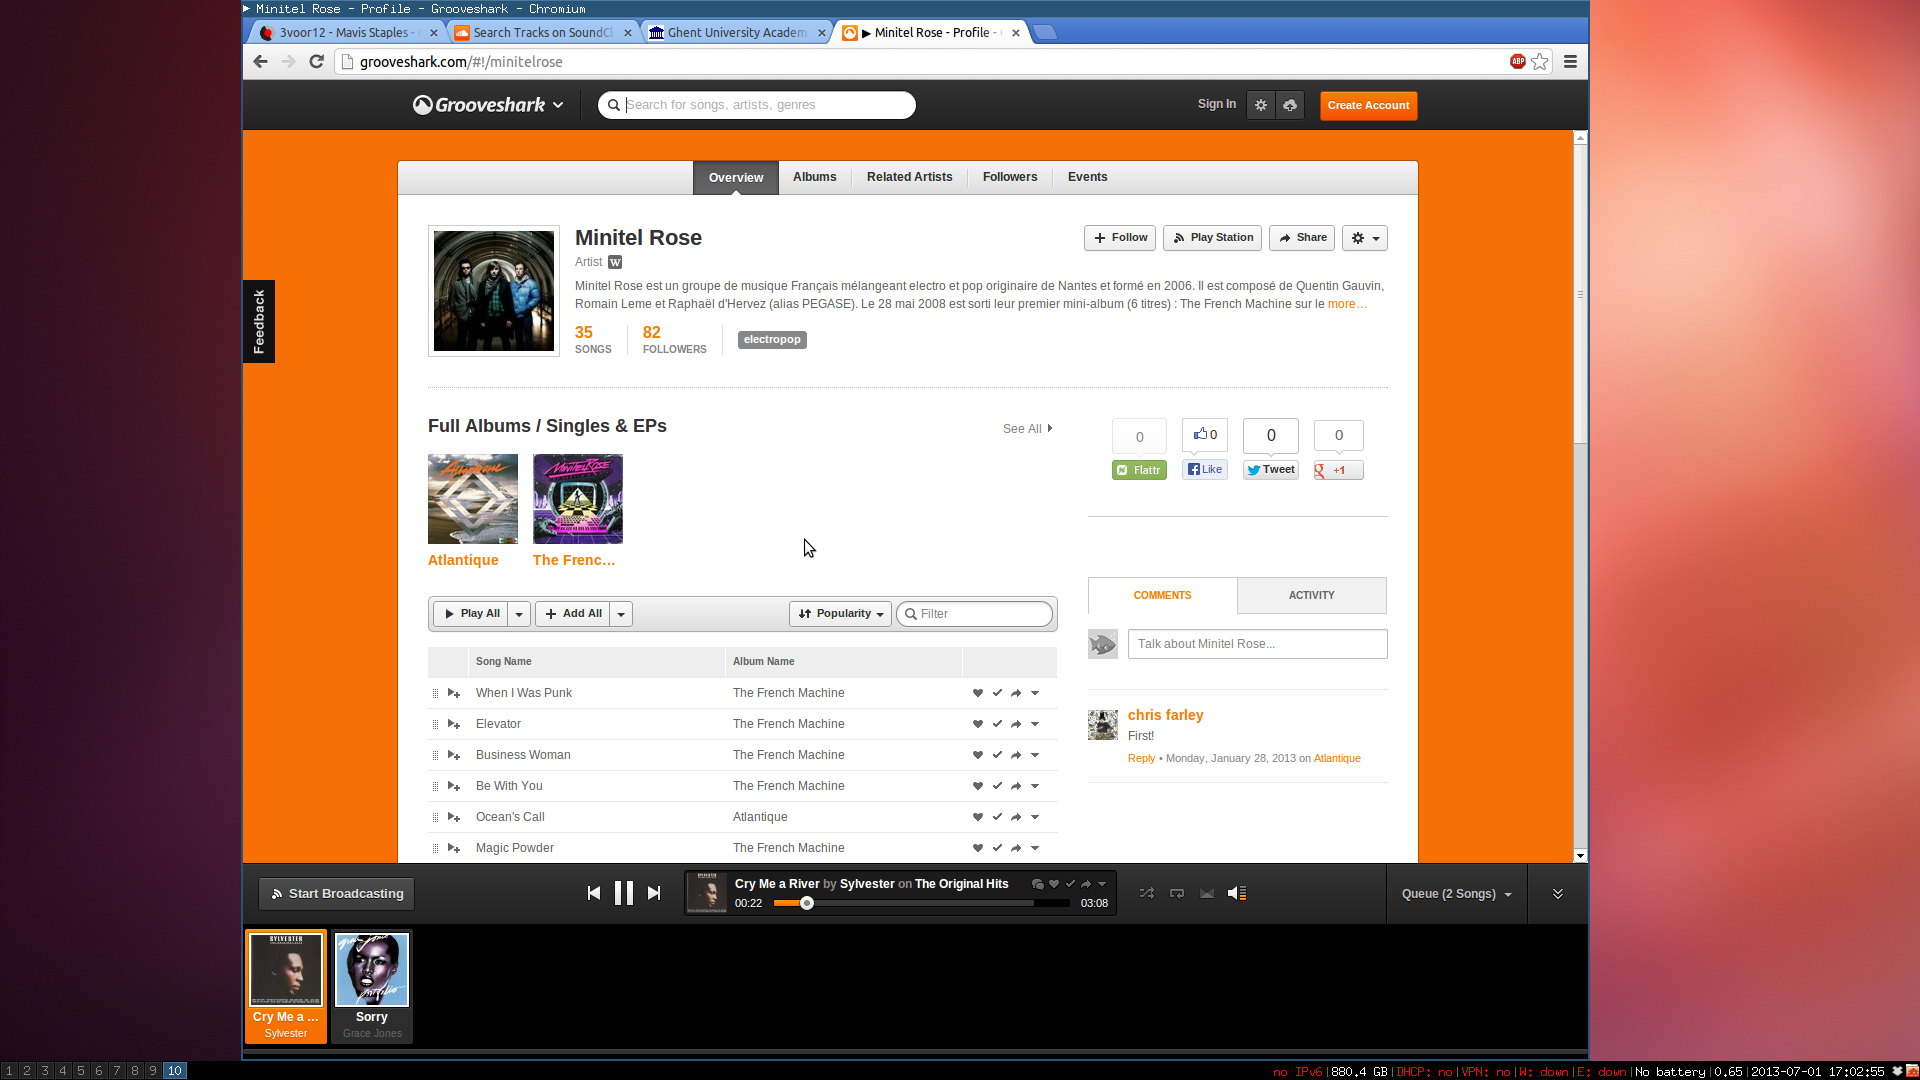 Minitel Rose - Profile - Grooveshark - Chromium
3voor12 - Mavis Staples -
Search Tracks on SoundCl
Ghent University Academ
▶ Minitel Rose - Profile -
grooveshark.com/#!/minitelrose
ABP
Grooveshark
Search for songs, artists, genres
Sign In
Create Account
Overview
Albums
Related Artists
Followers
Events
Feedback
Minitel Rose
Artist W
Follow
Play Station
Share
Minitel Rose est un groupe de musique Français mélangeant electro et pop originaire de Nantes et formé en 2006. Il est composé de Quentin Gauvin,
Romain Leme et Raphaël d'Hervez (alias PEGASE). Le 28 mai 2008 est sorti leur premier mini-album (6 titres) : The French Machine sur le more…
35
SONGS
82
FOLLOWERS
electropop
Full Albums / Singles & EPs
See All
0
Flattr
0
Like
0
Tweet
0
+1
Atlantique
MINITEL ROSE
Atlantique
The Frenc…
Play All
Add All
Popularity
Filter
COMMENTS
ACTIVITY
Talk about Minitel Rose...
Song Name
Album Name
When I Was Punk
The French Machine
Elevator
The French Machine
Business Woman
The French Machine
Be With You
The French Machine
Ocean's Call
Atlantique
Magic Powder
The French Machine
chris farley
First!
Reply • Monday, January 28, 2013 on Atlantique
Start Broadcasting
Cry Me a River by Sylvester on The Original Hits
00:22
03:08
Queue (2 Songs)
SYLVESTER
grace jones
portfolio
Cry Me a …
Sylvester
Sorry
Grace Jones
1 2 3 4 5 6 7 8 9 10
no IPv6|880.4 GB|DHCP: no|VPN: no|W: down|E: down|No battery|0.65|2013-07-01 17:02:55